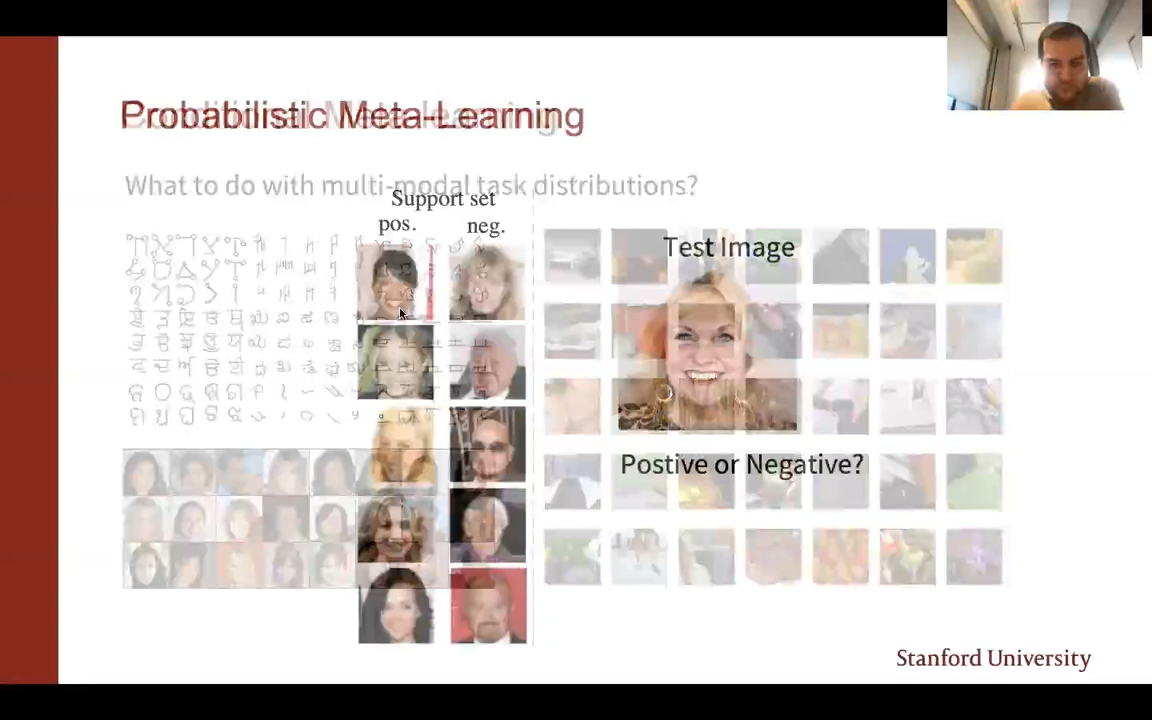 Probabilistic Meta-Learning
What to do with multi-modal task distributions?
Support set
pos.
neg.
Test Image
Postive or Negative?
Stanford University